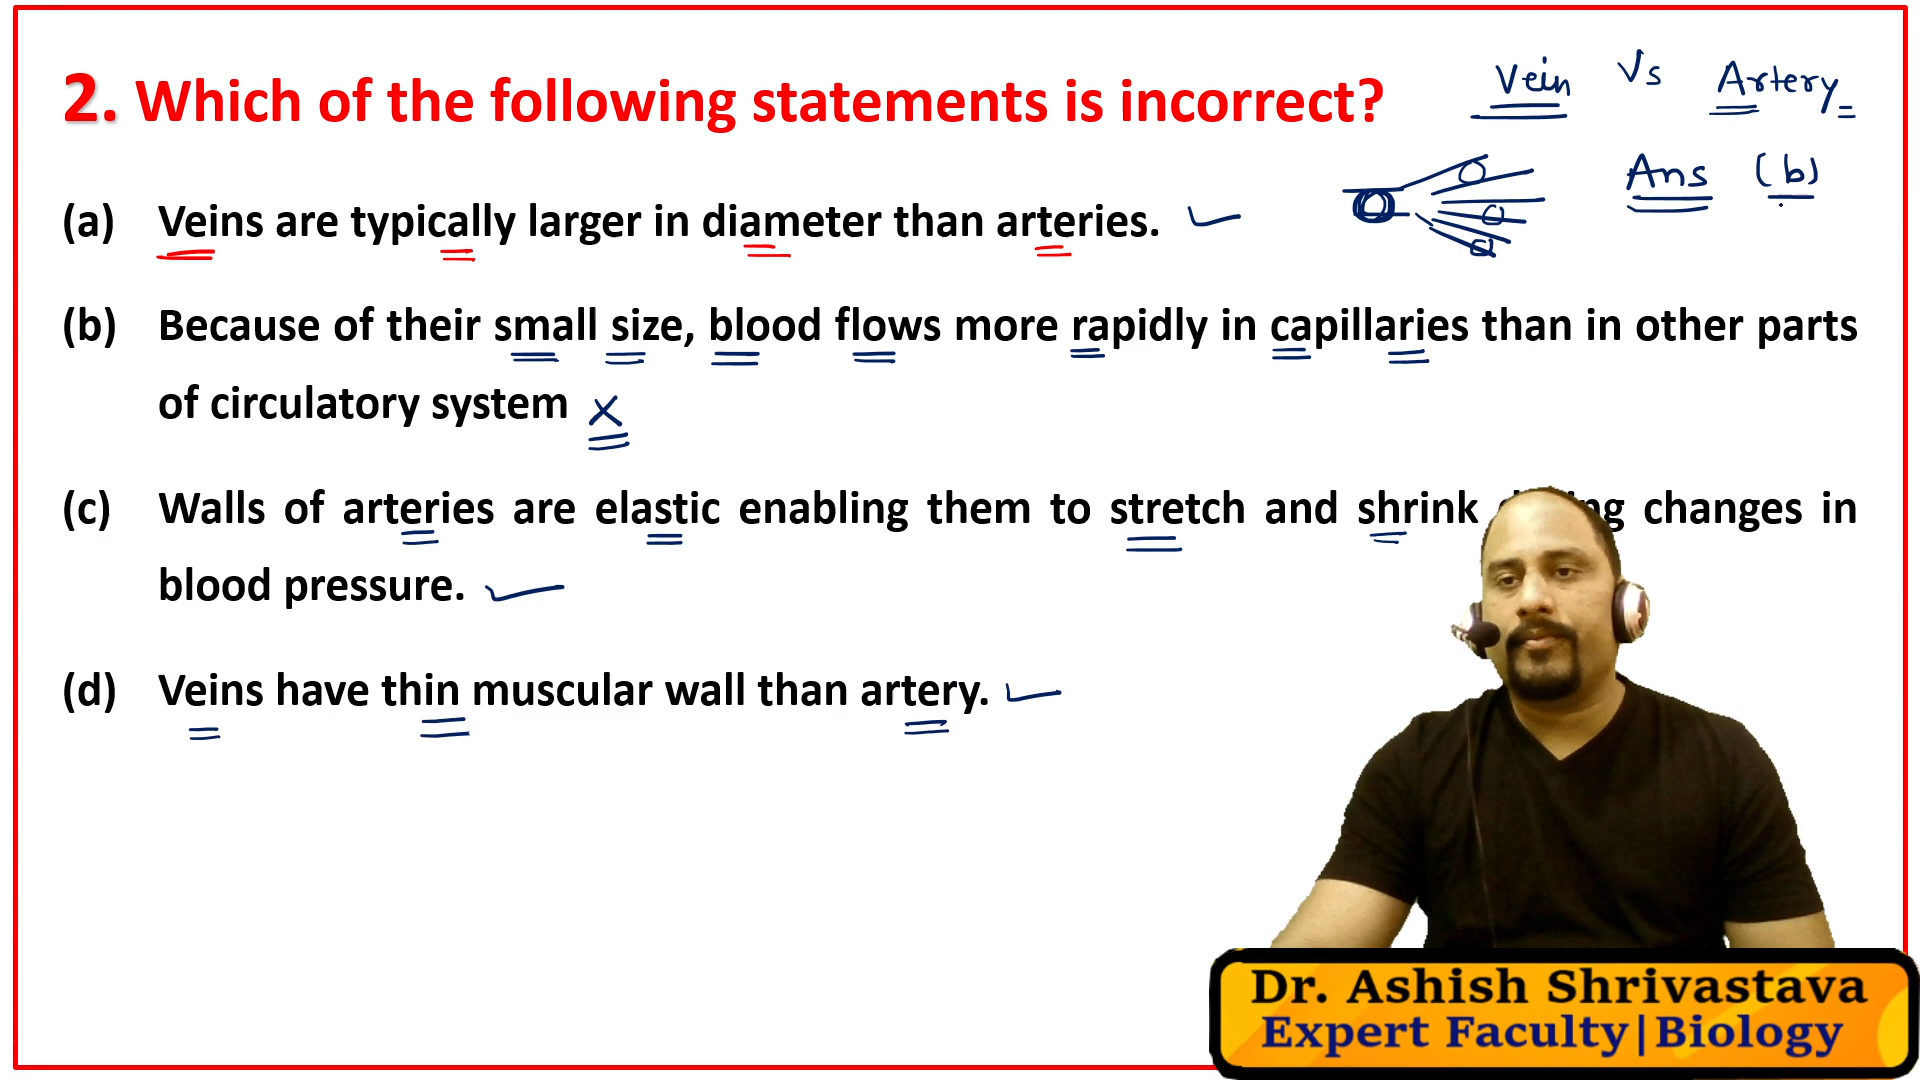 2. Which of the following statements is incorrect?
Vein Vs Artery
Ans (b)
(a) Veins are typically larger in diameter than arteries.
(b) Because of their small size, blood flows more rapidly in capillaries than in other parts
of circulatory system
(c) Walls of arteries are elastic enabling them to stretch and shrink changes in
blood pressure.
(d) Veins have thin muscular wall than artery.
Dr. Ashish Shrivastava
Expert Faculty|Biology